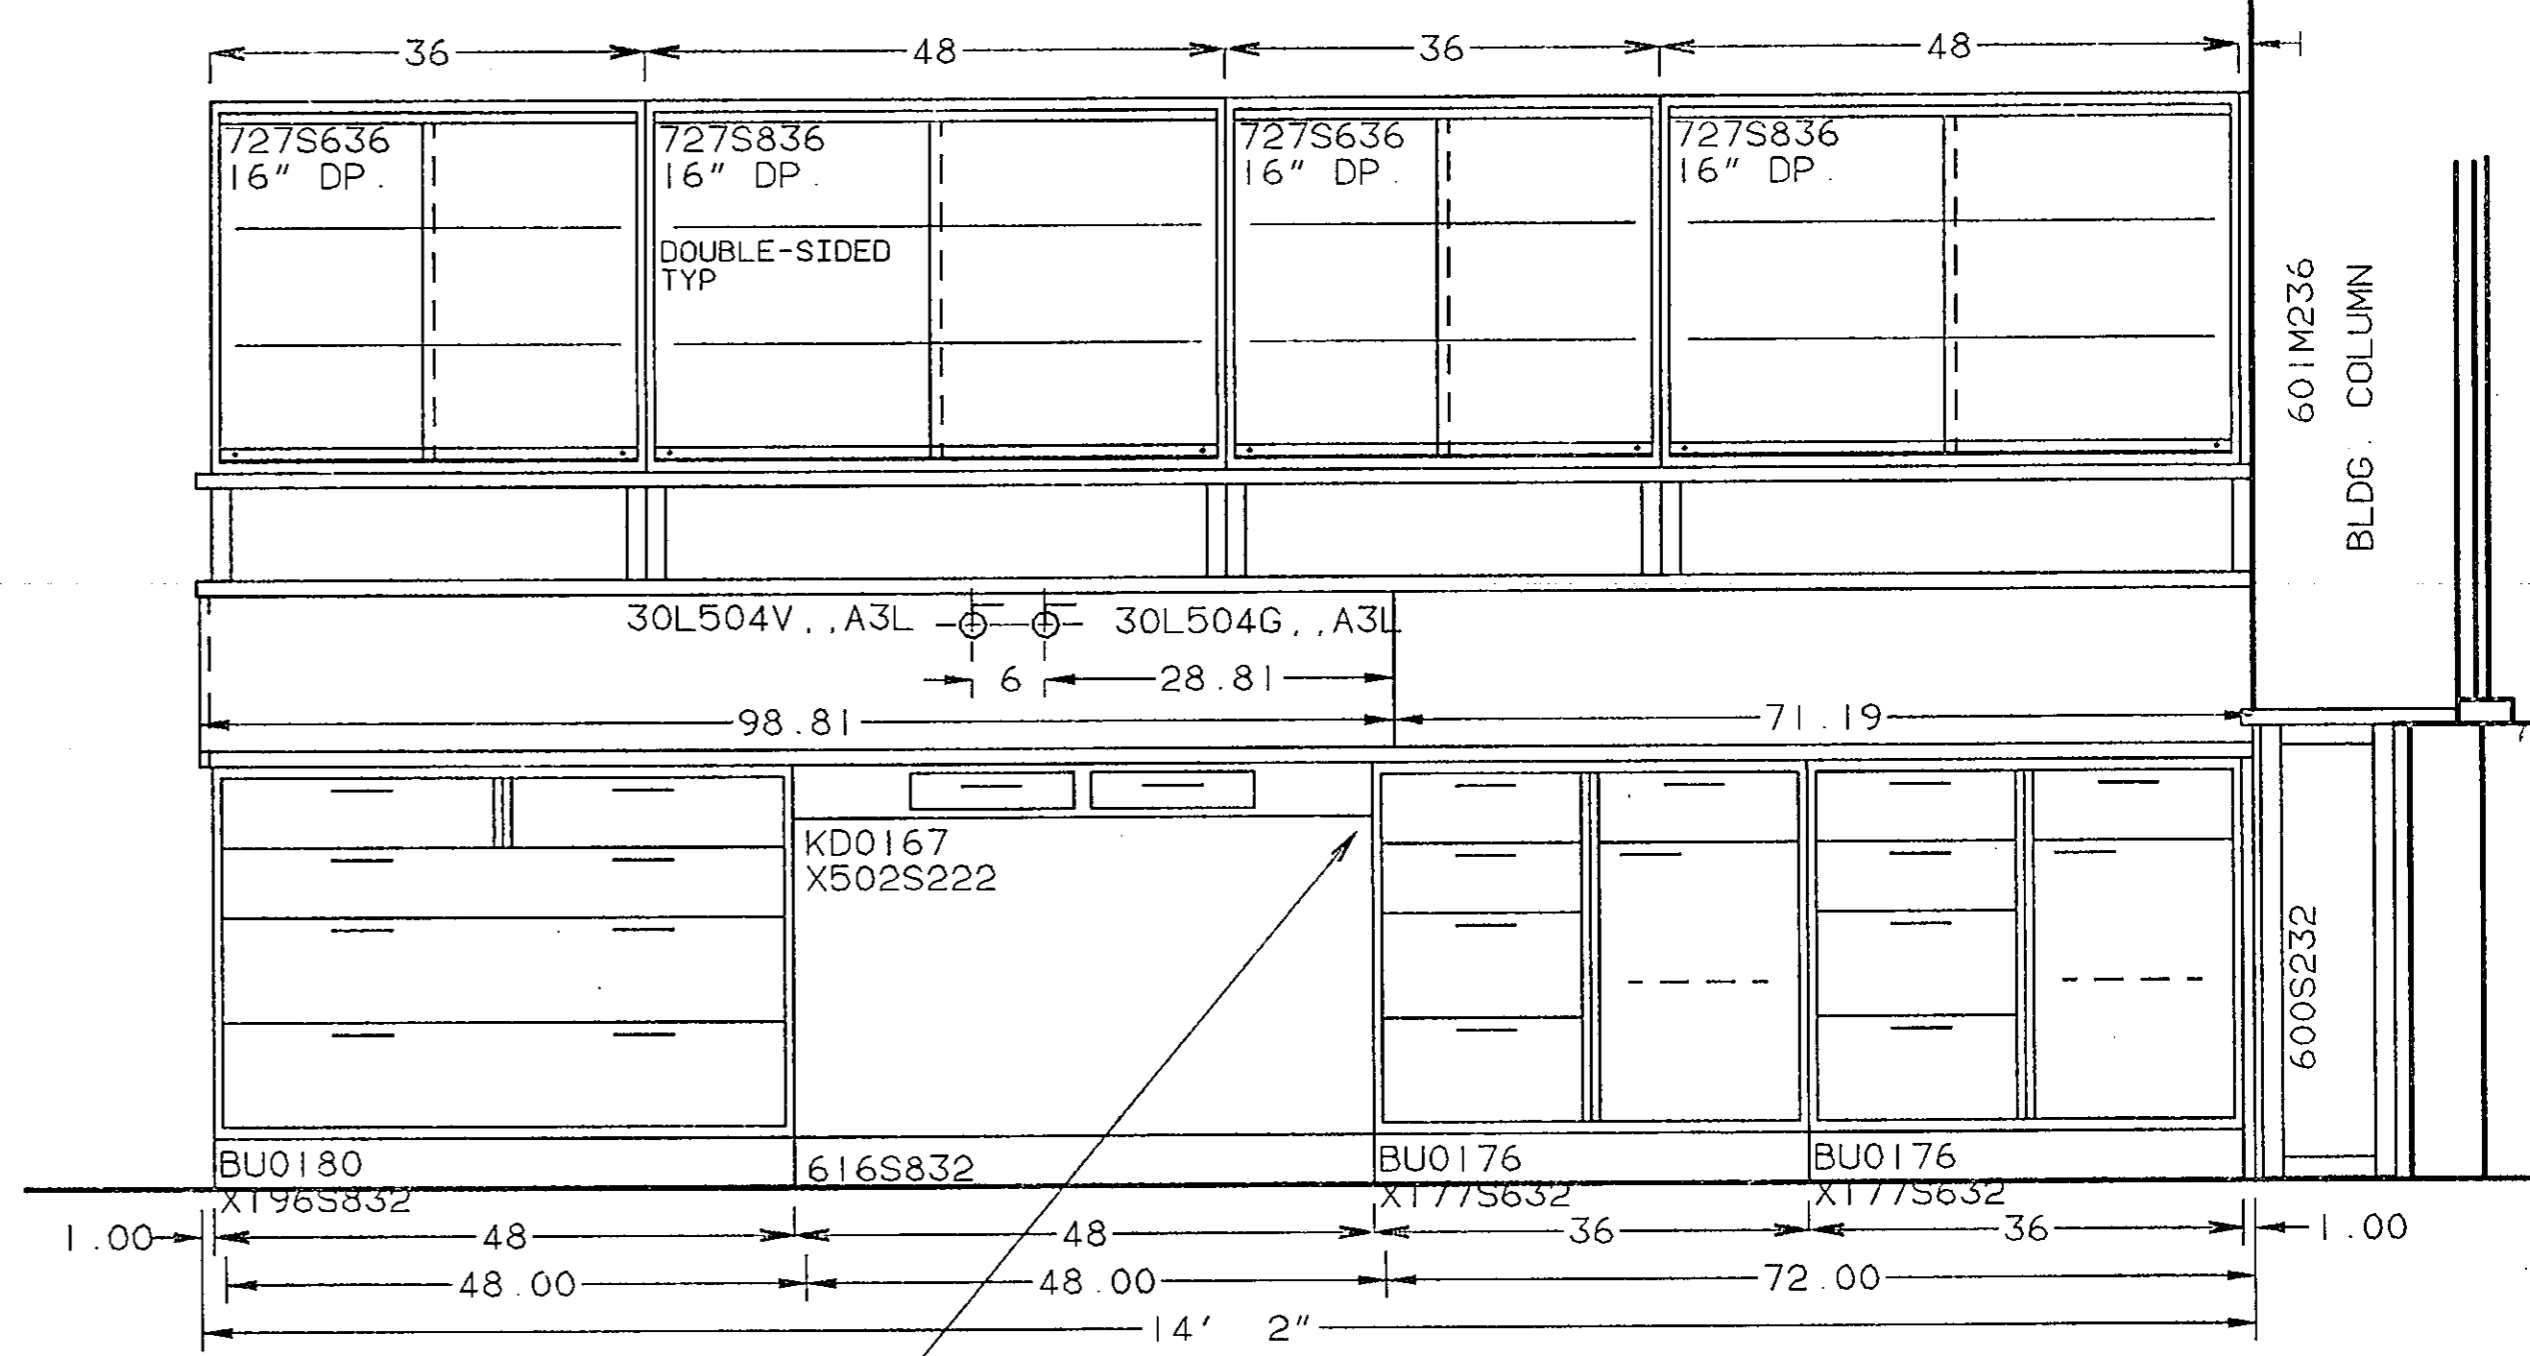 36 48 36 48 1
727S636
16" DP.
727S836
16" DP.
727S636
16" DP.
727S836
16" DP.
DOUBLE-SIDED
TYP
601M236
BLDG. COLUMN
30L504V,,A3L
30L504G,,A3L
6 28.81
98.81 71.19
KD0167
X502S222
600S232
BU0180
X196S832
616S832
BU0176
X177S632
BU0176
X177S632
1.00 48 48 36 36 1.00
48.00 48.00 72.00
14' 2"